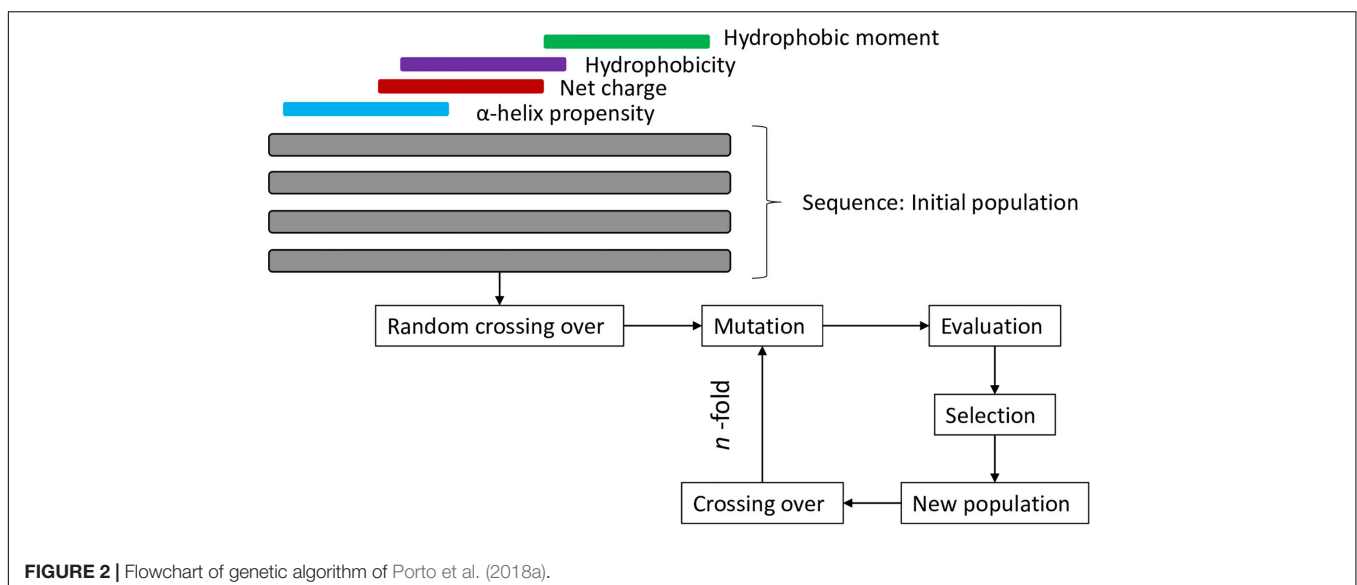 Hydrophobic moment
Hydrophobicity
Net charge
α-helix propensity
Sequence: Initial population
Random crossing over
Mutation
Evaluation
n -fold
Selection
Crossing over
New population
FIGURE 2 | Flowchart of genetic algorithm of Porto et al. (2018a).